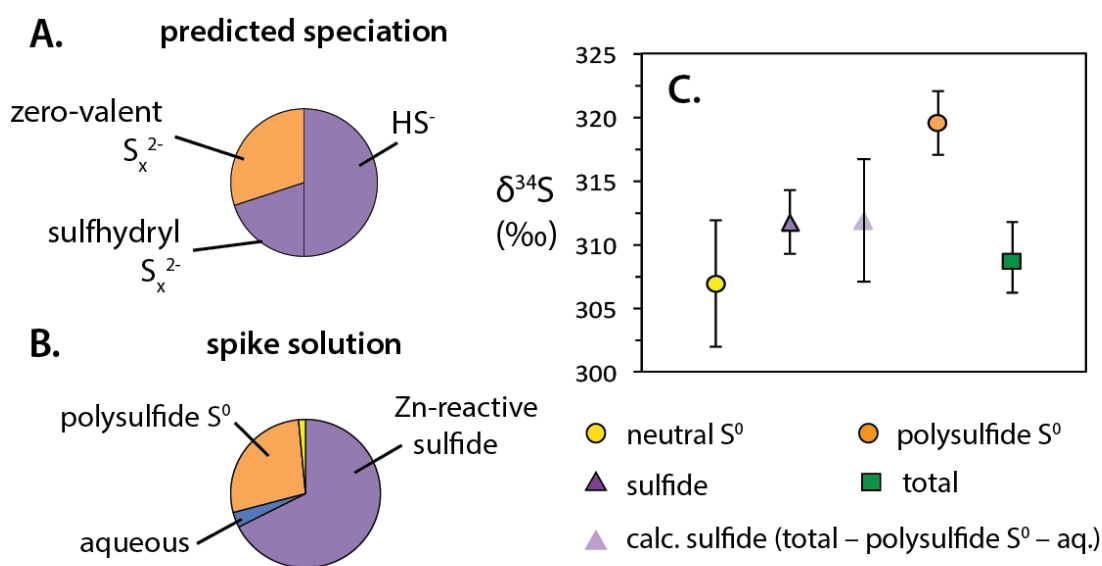 A. predicted speciation
zero-valent
Sₓ²⁻
HS⁻
sulfhydryl
Sₓ²⁻
B. spike solution
polysulfide S⁰
Zn-reactive
sulfide
aqueous
C.
δ³⁴S
(‰)
325
320
315
310
305
300
neutral S⁰
polysulfide S⁰
sulfide
total
calc. sulfide (total – polysulfide S⁰ – aq.)